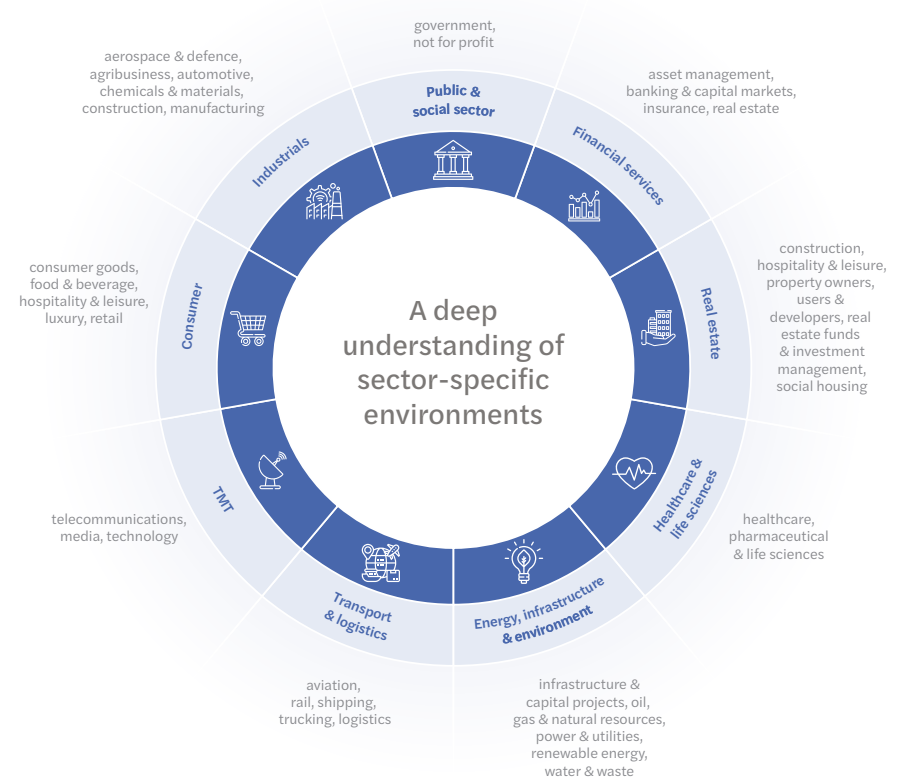 government,
not for profit
Public &
social sector
asset management,
banking & capital markets,
insurance, real estate
Financial services
construction,
hospitality & leisure,
property owners,
users &
developers, real
estate funds
& investment
management,
social housing
Real estate
healthcare,
pharmaceutical
& life sciences
Healthcare &
life sciences
infrastructure &
capital projects, oil,
gas & natural resources,
power & utilities,
renewable energy,
water & waste
Energy, infrastructure
& environment
aviation,
rail, shipping,
trucking, logistics
Transport
& logistics
telecommunications,
media, technology
TMT
consumer goods,
food & beverage,
hospitality & leisure,
luxury, retail
Consumer
aerospace & defence,
agribusiness, automotive,
chemicals & materials,
construction, manufacturing
Industrials
A deep
understanding of
sector-specific
environments